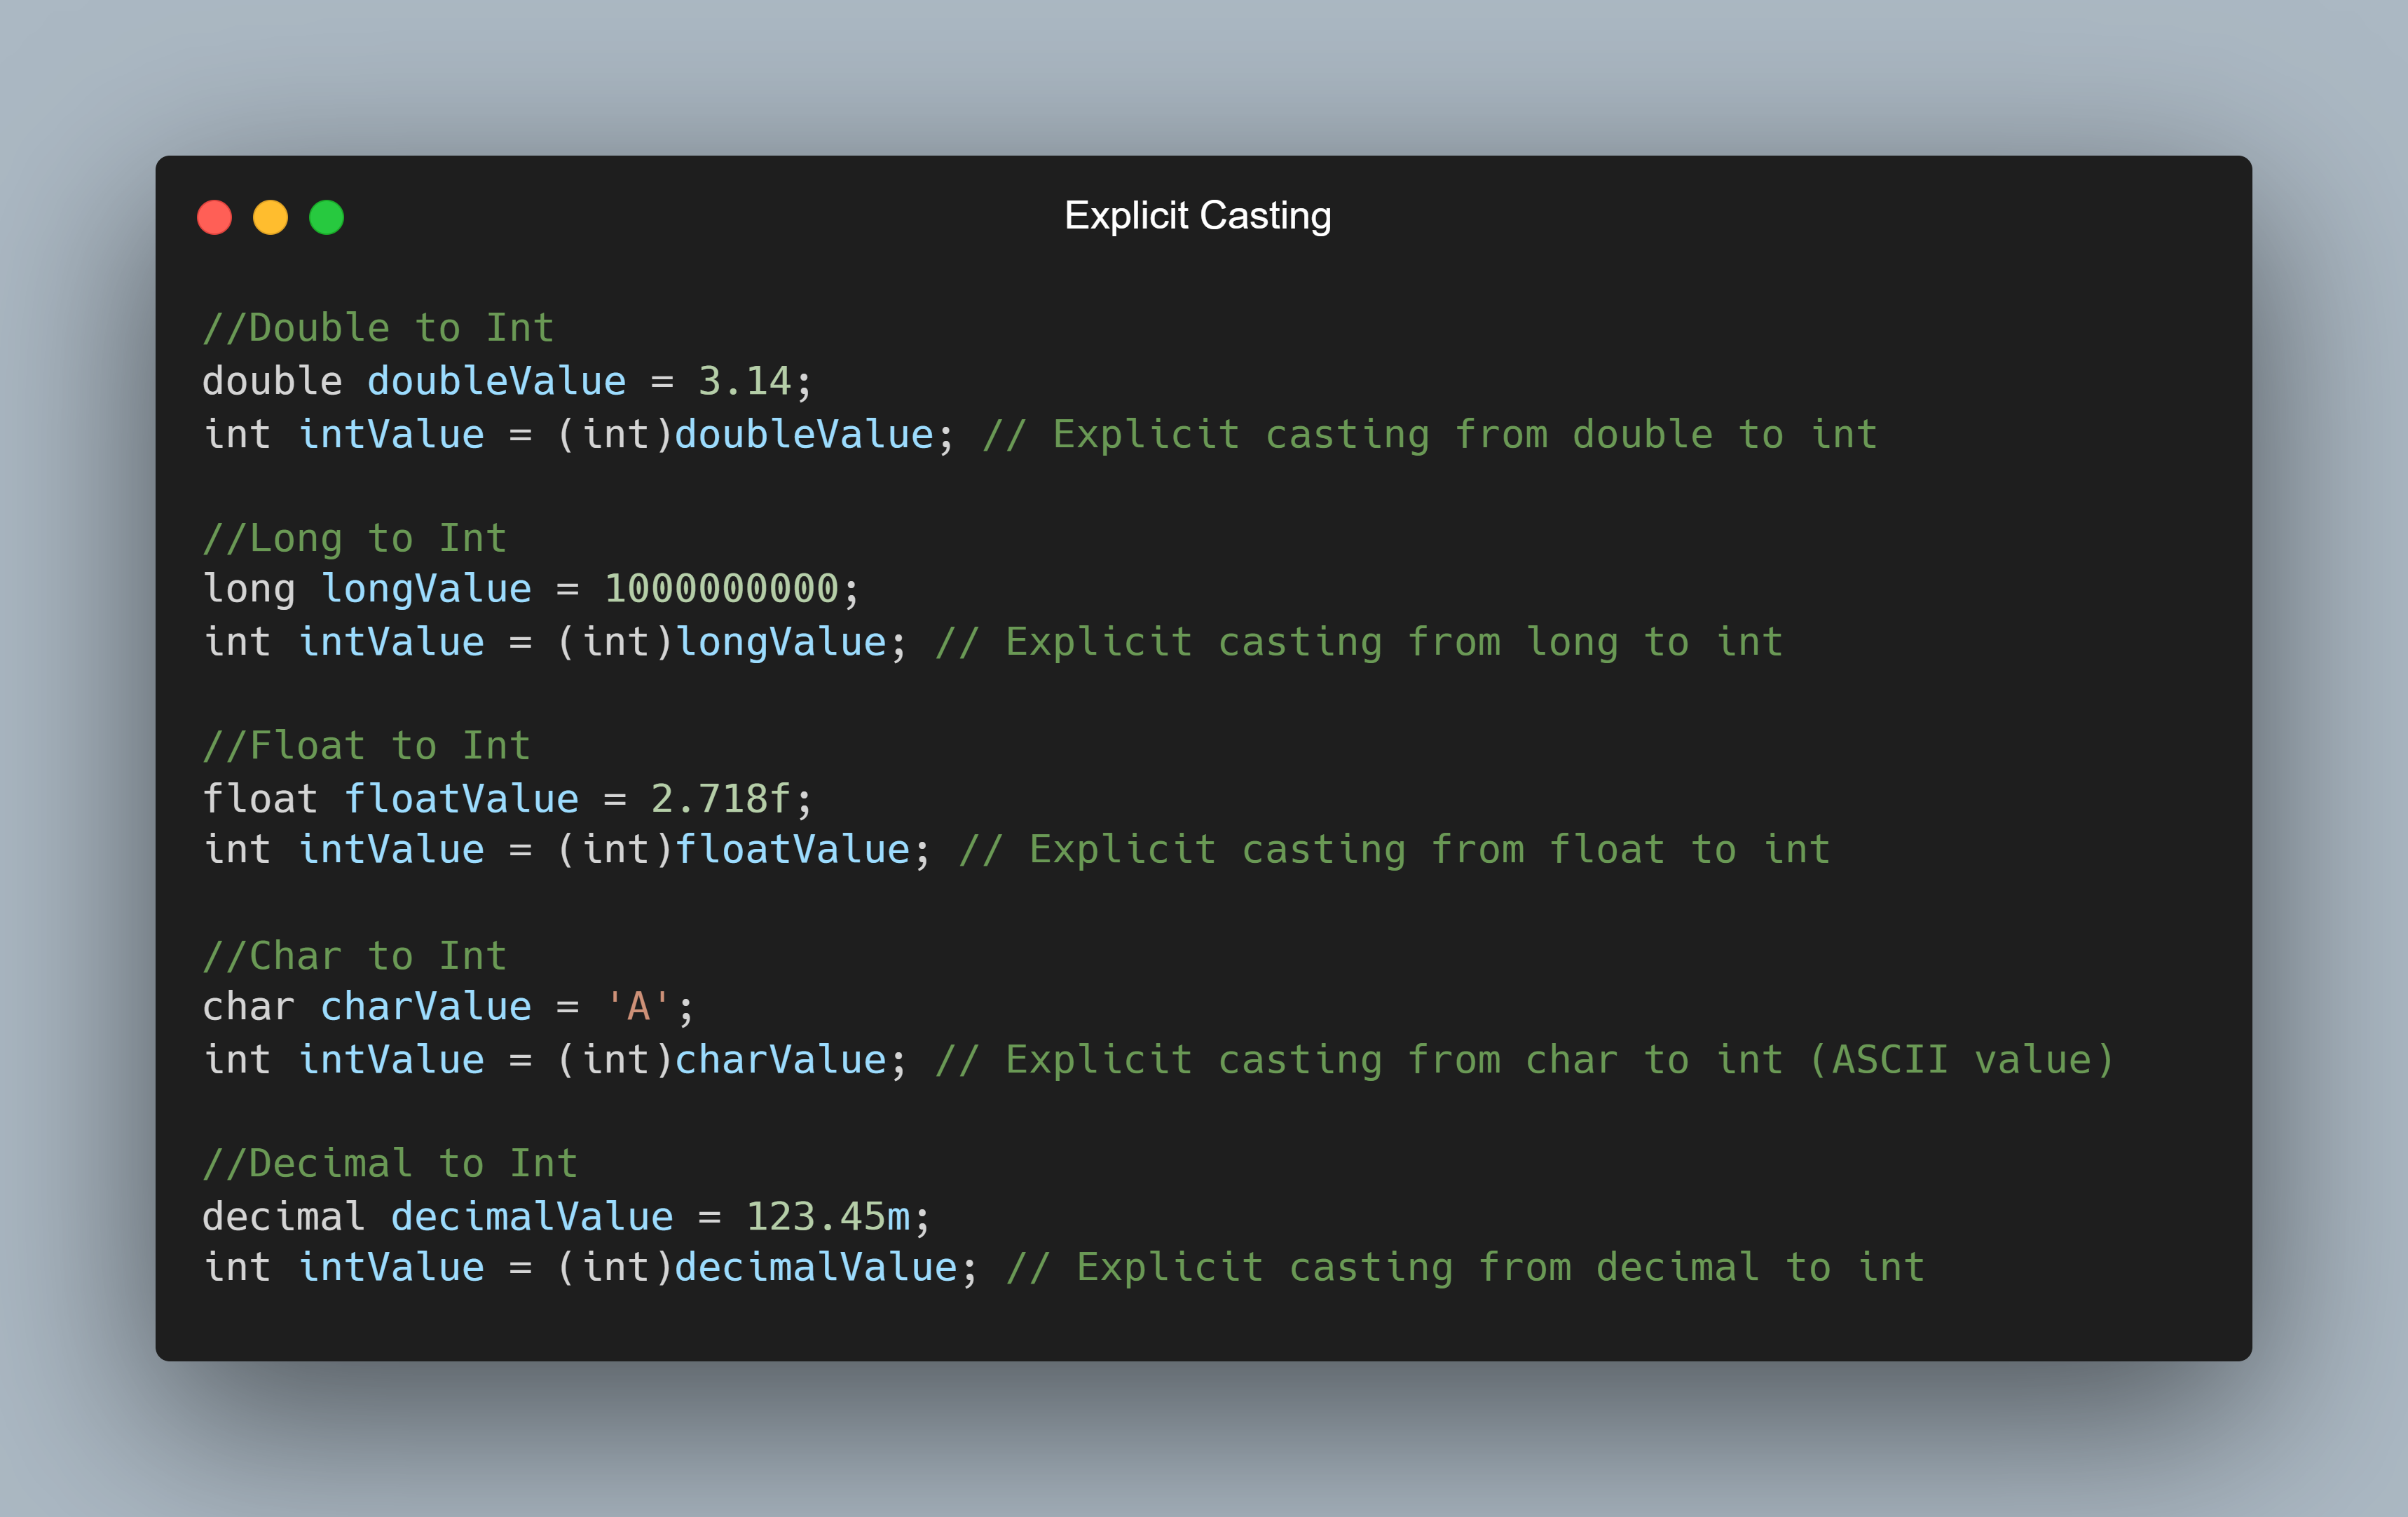 Explicit Casting
//Double to Int
double doubleValue = 3.14;
int intValue = (int)doubleValue; // Explicit casting from double to int
//Long to Int
long longValue = 1000000000;
int intValue = (int)longValue; // Explicit casting from long to int
//Float to Int
float floatValue = 2.718f;
int intValue = (int)floatValue; // Explicit casting from float to int
//Char to Int
char charValue = 'A';
int intValue = (int)charValue; // Explicit casting from char to int (ASCII value)
//Decimal to Int
decimal decimalValue = 123.45m;
int intValue = (int)decimalValue; // Explicit casting from decimal to int